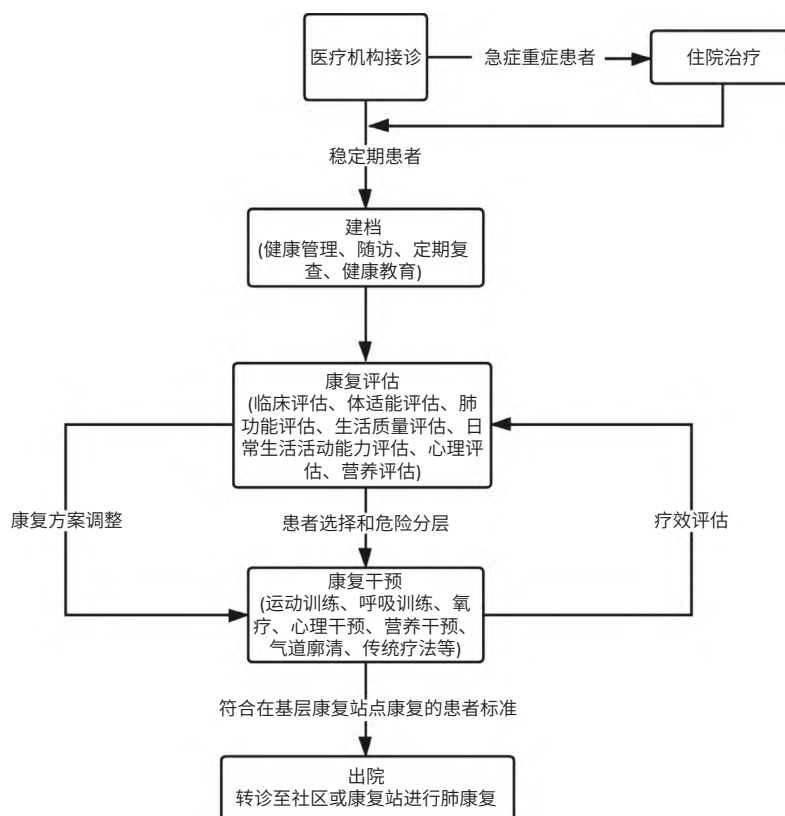 医疗机构接诊
急症重症患者
住院治疗
稳定期患者
建档
(健康管理、随访、定期复
查、健康教育)
康复评估
(临床评估、体适能评估、肺
功能评估、生活质量评估、日
常生活活动能力评估、心理评
估、营养评估)
康复方案调整
患者选择和危险分层
疗效评估
康复干预
(运动训练、呼吸训练、氧
疗、心理干预、营养干预、
气道廓清、传统疗法等)
符合在基层康复站点康复的患者标准
出院
转诊至社区或康复站进行肺康复